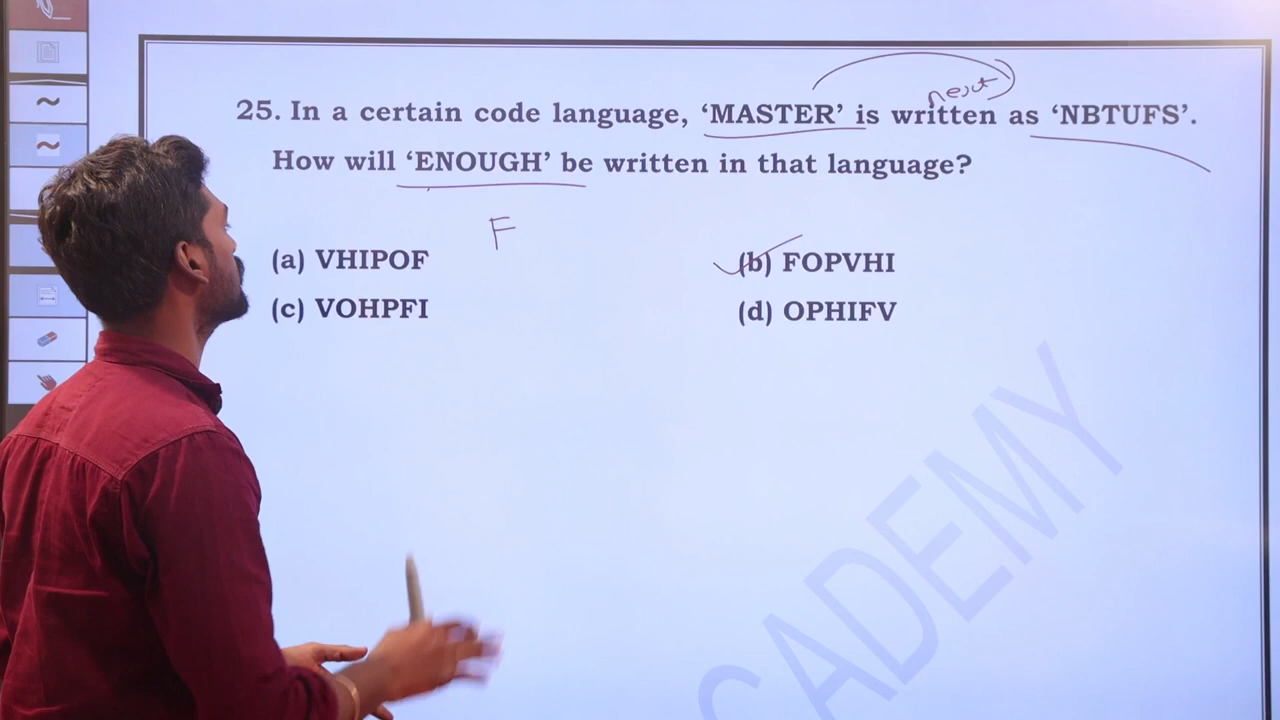 next
25. In a certain code language, ‘MASTER’ is written as ‘NBTUFS’.
How will ‘ENOUGH’ be written in that language?
F
(a) VHIPOF (b) FOPVHI
(c) VOHPFI (d) OPHIFV
CADEMY